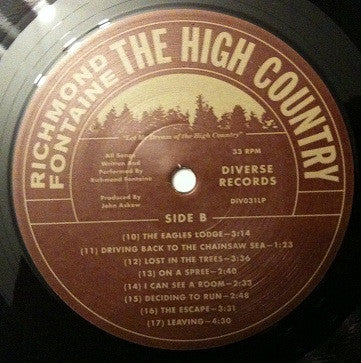 RICHMOND
FONTAINE
THE HIGH COUNTRY
"Let Us Dream of the High Country"
All Songs
Written And
Performed By
Richmond Fontaine
Produced by
John Askew
33 RPM
DIVERSE
RECORDS
DIV031LP
SIDE B
(10) THE EAGLES LODGE—3:14
(11) DRIVING BACK TO THE CHAINSAW SEA—1:23
(12) LOST IN THE TREES—3:36
(13) ON A SPREE—2:40
(14) I CAN SEE A ROOM—2:33
(15) DECIDING TO RUN—2:48
(16) THE ESCAPE—3:31
(17) LEAVING—4:30